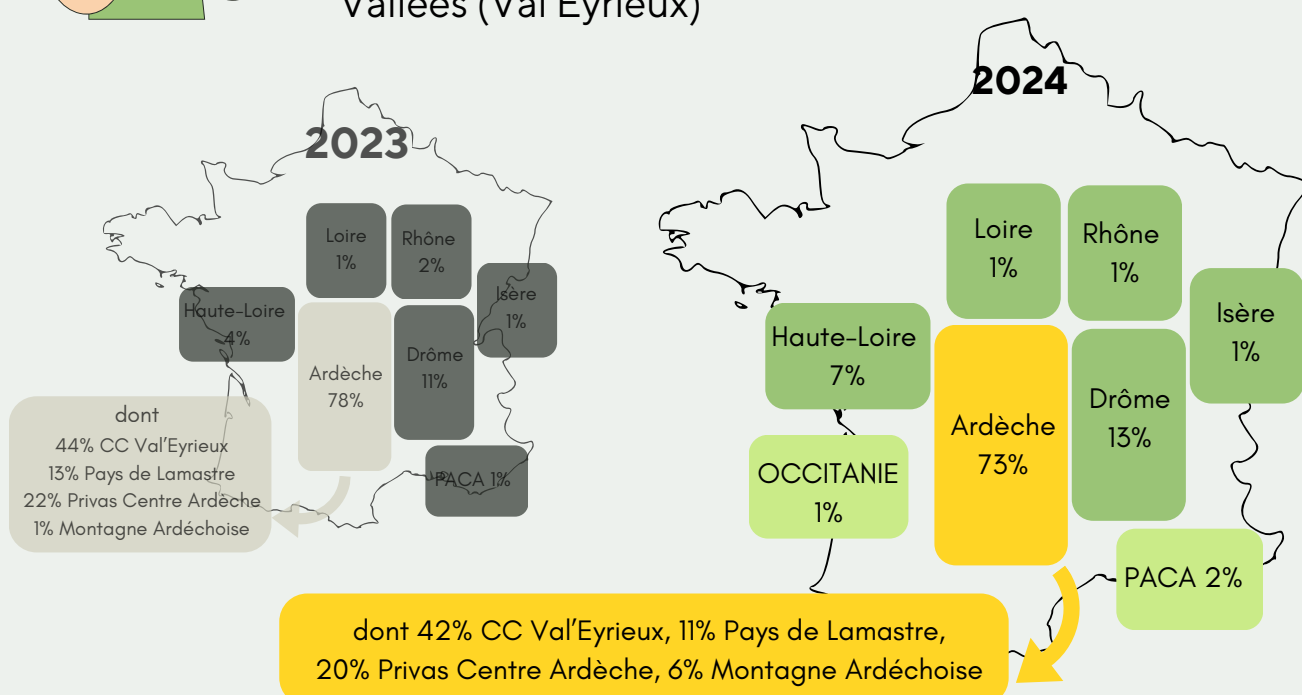 Vallées (Val Eyrieux)
2023
Loire
1%
Rhône
2%
Isère
1%
Haute-Loire
4%
Ardèche
78%
Drôme
11%
PACA 1%
dont
44% CC Val’Eyrieux
13% Pays de Lamastre
22% Privas Centre Ardèche
1% Montagne Ardéchoise
2024
Loire
1%
Rhône
1%
Isère
1%
Haute-Loire
7%
Ardèche
73%
Drôme
13%
OCCITANIE
1%
PACA 2%
dont 42% CC Val’Eyrieux, 11% Pays de Lamastre,
20% Privas Centre Ardèche, 6% Montagne Ardéchoise